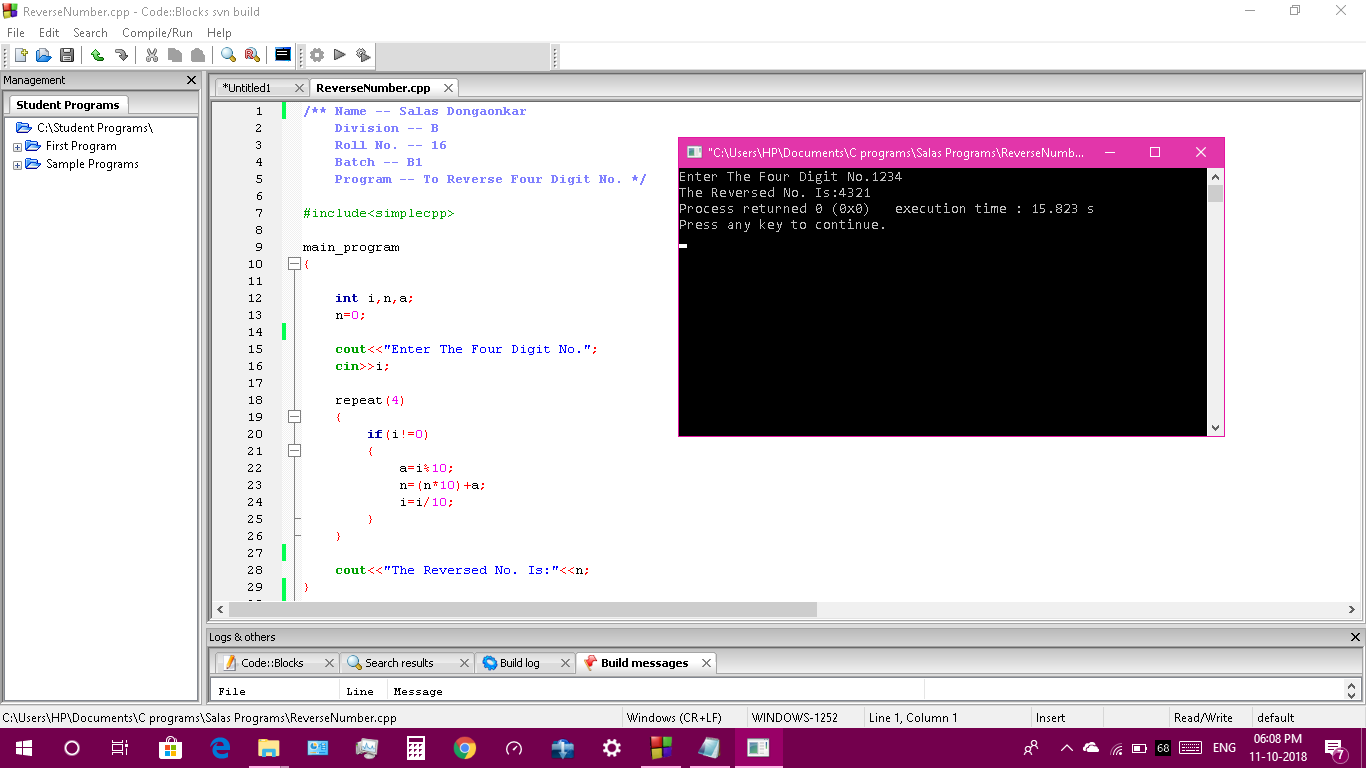 ReverseNumber.cpp - Code::Blocks svn build
File Edit Search Compile/Run Help
Management
*Untitled1 ReverseNumber.cpp
Student Programs
C:\Student Programs\
First Program
Sample Programs
1 /** Name -- Salas Dongaonkar
2 Division -- B
3 Roll No. -- 16
4 Batch -- B1
5 Program -- To Reverse Four Digit No. */
6
7 #include<simplecpp>
8
9 main_program
10 {
11
12 int i,n,a;
13 n=0;
14
15 cout<<"Enter The Four Digit No.";
16 cin>>i;
17
18 repeat(4)
19 {
20 if(i!=0)
21 {
22 a=i%10;
23 n=(n*10)+a;
24 i=i/10;
25 }
26 }
27
28 cout<<"The Reversed No. Is:"<<n;
29 }
"C:\Users\HP\Documents\C programs\Salas Programs\ReverseNumb...
Enter The Four Digit No.1234
The Reversed No. Is:4321
Process returned 0 (0x0) execution time : 15.823 s
Press any key to continue.
Logs & others
Code::Blocks Search results Build log Build messages
File Line Message
C:\Users\HP\Documents\C programs\Salas Programs\ReverseNumber.cpp Windows (CR+LF) WINDOWS-1252 Line 1, Column 1 Insert Read/Write default
68 ENG 06:08 PM
11-10-2018 7